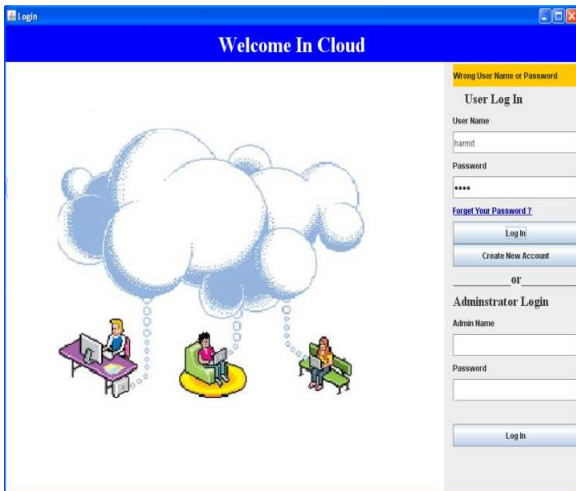 Login
Welcome In Cloud
Wrong User Name or Password
User Log In
User Name
harmit
Password
••••
Forget Your Password ?
Log In
Create New Account
or
Adminstrator Login
Admin Name
Password
Log In